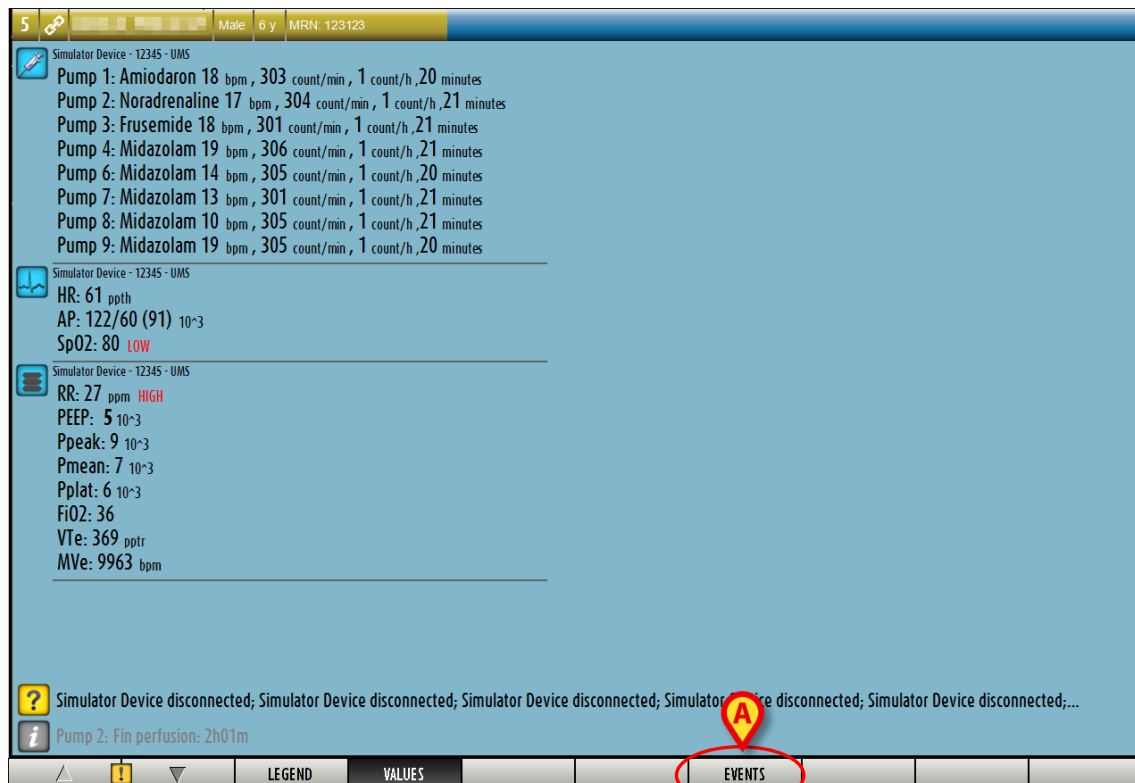 5 Male 6 y MRN: 123123
Simulator Device - 12345 - UMS
Pump 1: Amiodaron 18 bpm , 303 count/min , 1 count/h ,20 minutes
Pump 2: Noradrenaline 17 bpm , 304 count/min , 1 count/h ,21 minutes
Pump 3: Frusemide 18 bpm , 301 count/min , 1 count/h ,21 minutes
Pump 4: Midazolam 19 bpm , 306 count/min , 1 count/h ,21 minutes
Pump 6: Midazolam 14 bpm , 305 count/min , 1 count/h ,20 minutes
Pump 7: Midazolam 13 bpm , 301 count/min , 1 count/h ,21 minutes
Pump 8: Midazolam 10 bpm , 305 count/min , 1 count/h ,21 minutes
Pump 9: Midazolam 19 bpm , 305 count/min , 1 count/h ,20 minutes
Simulator Device - 12345 - UMS
HR: 61 ppth
AP: 122/60 (91) 10^3
SpO2: 80 LOW
Simulator Device - 12345 - UMS
RR: 27 ppm HIGH
PEEP: 5 10^3
Ppeak: 9 10^3
Pmean: 7 10^3
Pplat: 6 10^3
FiO2: 36
VTe: 369 pptr
MVe: 9963 bpm
? Simulator Device disconnected; Simulator Device disconnected; Simulator Device disconnected; Simulator disconnected; Simulator Device disconnected;...
A
i Pump 2: Fin perfusion: 2h01m
! LEGEND VALUES EVENTS